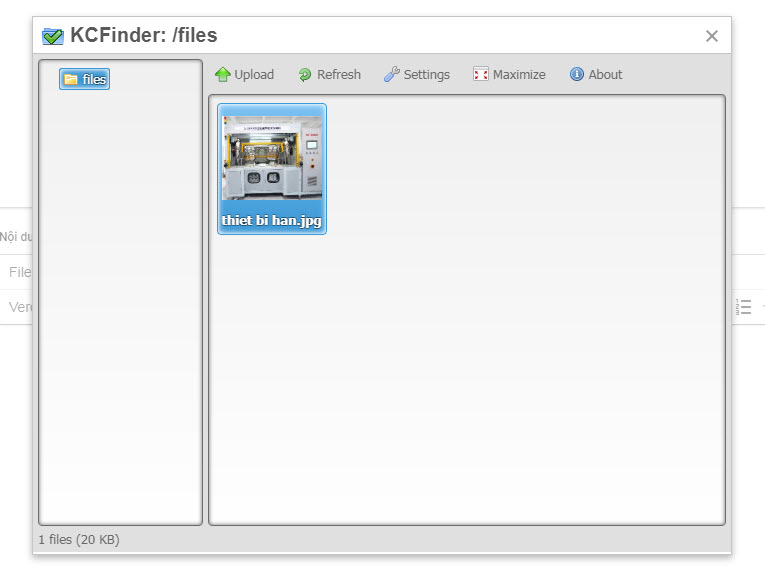 KCFinder: /files
files
Upload
Refresh
Settings
Maximize
About
thiet bi han.jpg
Nội du
File
Ver
1 files (20 KB)